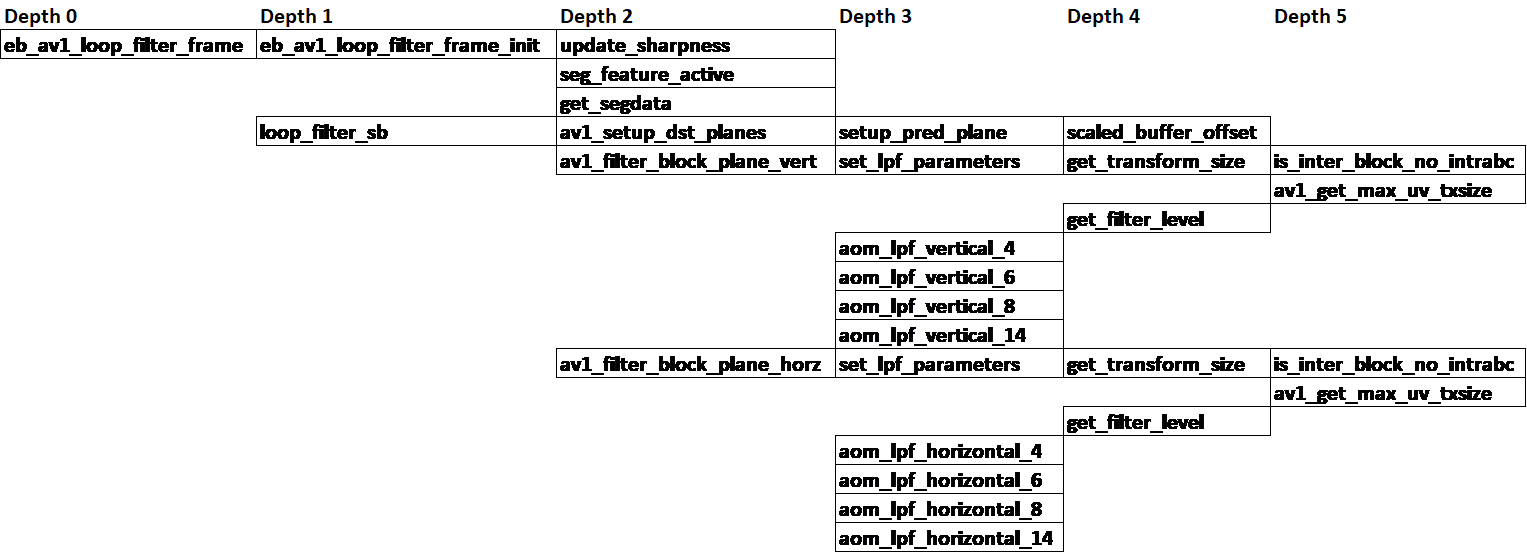 Depth 0 Depth 1 Depth 2 Depth 3 Depth 4 Depth 5
eb_av1_loop_filter_frame eb_av1_loop_filter_frame_init update_sharpness
seg_feature_active
get_segdata
loop_filter_sb av1_setup_dst_planes setup_pred_plane scaled_buffer_offset
av1_filter_block_plane_vert set_lpf_parameters get_transform_size is_inter_block_no_intrabc
av1_get_max_uv_txsize
get_filter_level
aom_lpf_vertical_4
aom_lpf_vertical_6
aom_lpf_vertical_8
aom_lpf_vertical_14
av1_filter_block_plane_horz set_lpf_parameters get_transform_size is_inter_block_no_intrabc
av1_get_max_uv_txsize
get_filter_level
aom_lpf_horizontal_4
aom_lpf_horizontal_6
aom_lpf_horizontal_8
aom_lpf_horizontal_14